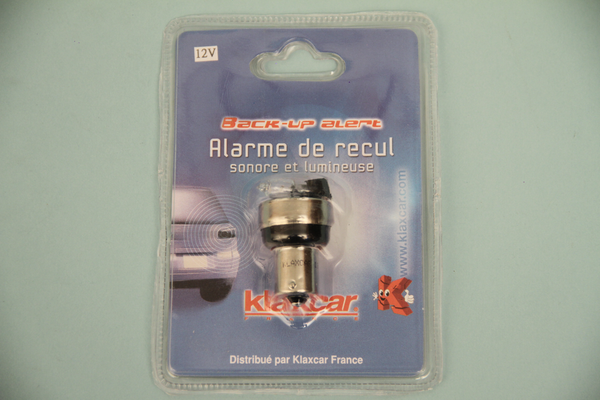 12V
Back-up alert
Alarme de recul
sonore et lumineuse
www.klaxcar.com
klaxcar
Distribué par Klaxcar France